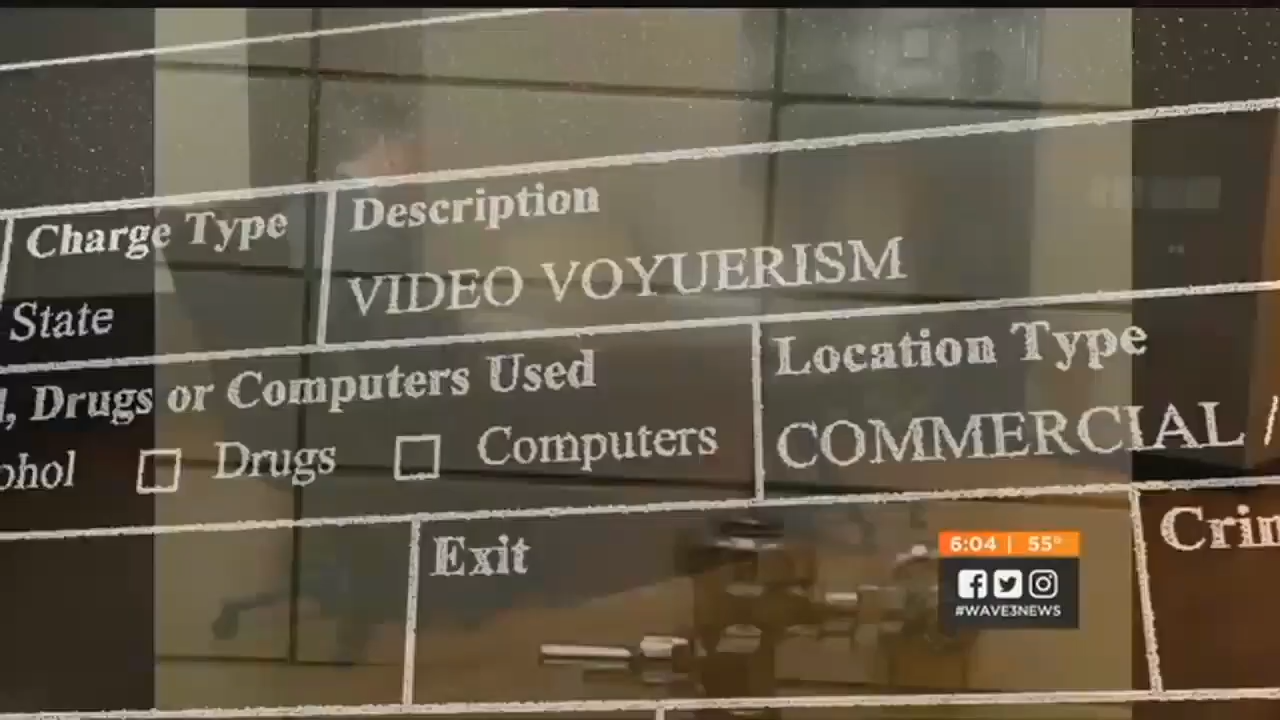 Charge Type
Description
State
VIDEO VOYUERISM
, Drugs or Computers Used
Location Type
ohol
Drugs
Computers
COMMERCIAL /
Exit
Crin
6:04 | 55°
#WAVE3NEWS